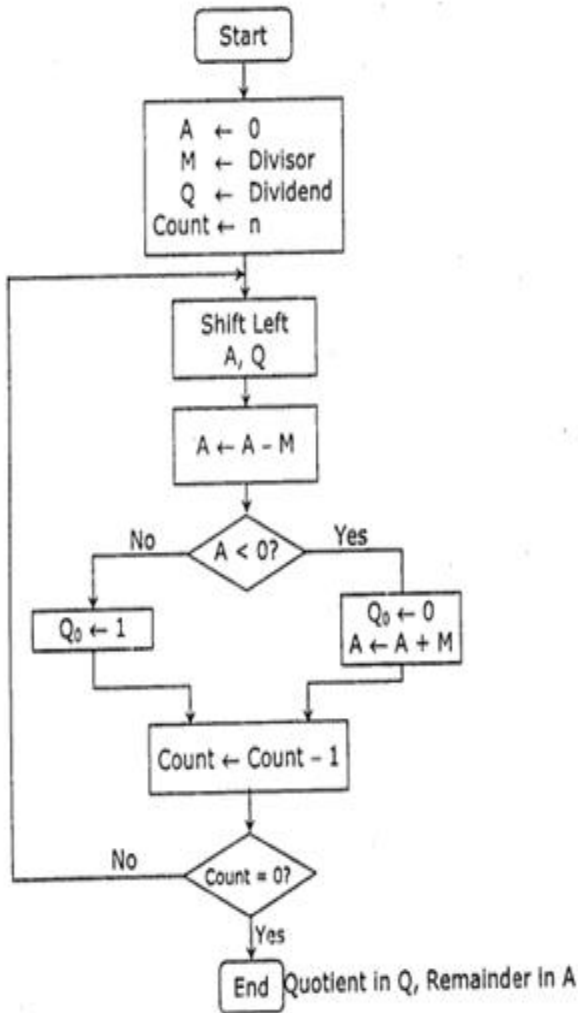 Start
A ← 0
M ← Divisor
Q ← Dividend
Count ← n
Shift Left
A, Q
A ← A – M
A < 0?
No
Yes
Q₀ ← 1
Q₀ ← 0
A ← A + M
Count ← Count – 1
Count = 0?
No
Yes
End
Quotient in Q, Remainder in A